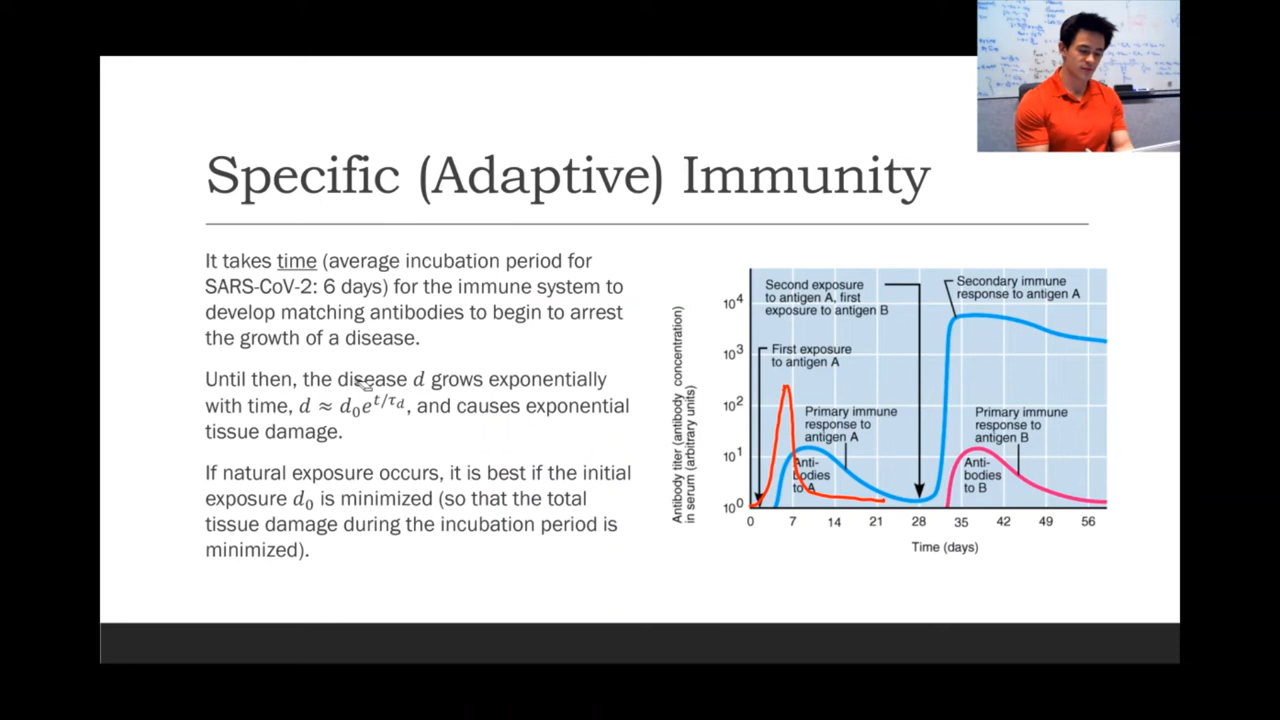 Specific (Adaptive) Immunity
It takes time (average incubation period for
SARS-CoV-2: 6 days) for the immune system to
develop matching antibodies to begin to arrest
the growth of a disease.
Until then, the disease d grows exponentially
with time, d ≈ d₀e^{t/τ_d}, and causes exponential
tissue damage.
If natural exposure occurs, it is best if the initial
exposure d₀ is minimized (so that the total
tissue damage during the incubation period is
minimized).
Antibody titer (antibody concentration)
in serum (arbitrary units)
10⁴
10³
10²
10¹
10⁰
Second exposure
to antigen A, first
exposure to antigen B
First exposure
to antigen A
Primary immune
response to
antigen A
Anti-
bodies
to A
Secondary immune
response to antigen A
Primary immune
response to
antigen B
Anti-
bodies
to B
0 7 14 21 28 35 42 49 56
Time (days)